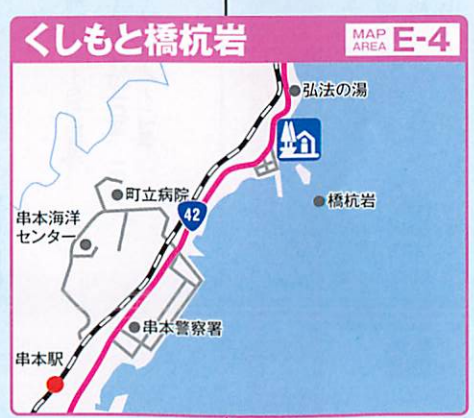 くしもと橋杭岩
MAP
AREA E-4
弘法の湯
町立病院
橋杭岩
串本海洋
センター
42
串本警察署
串本駅